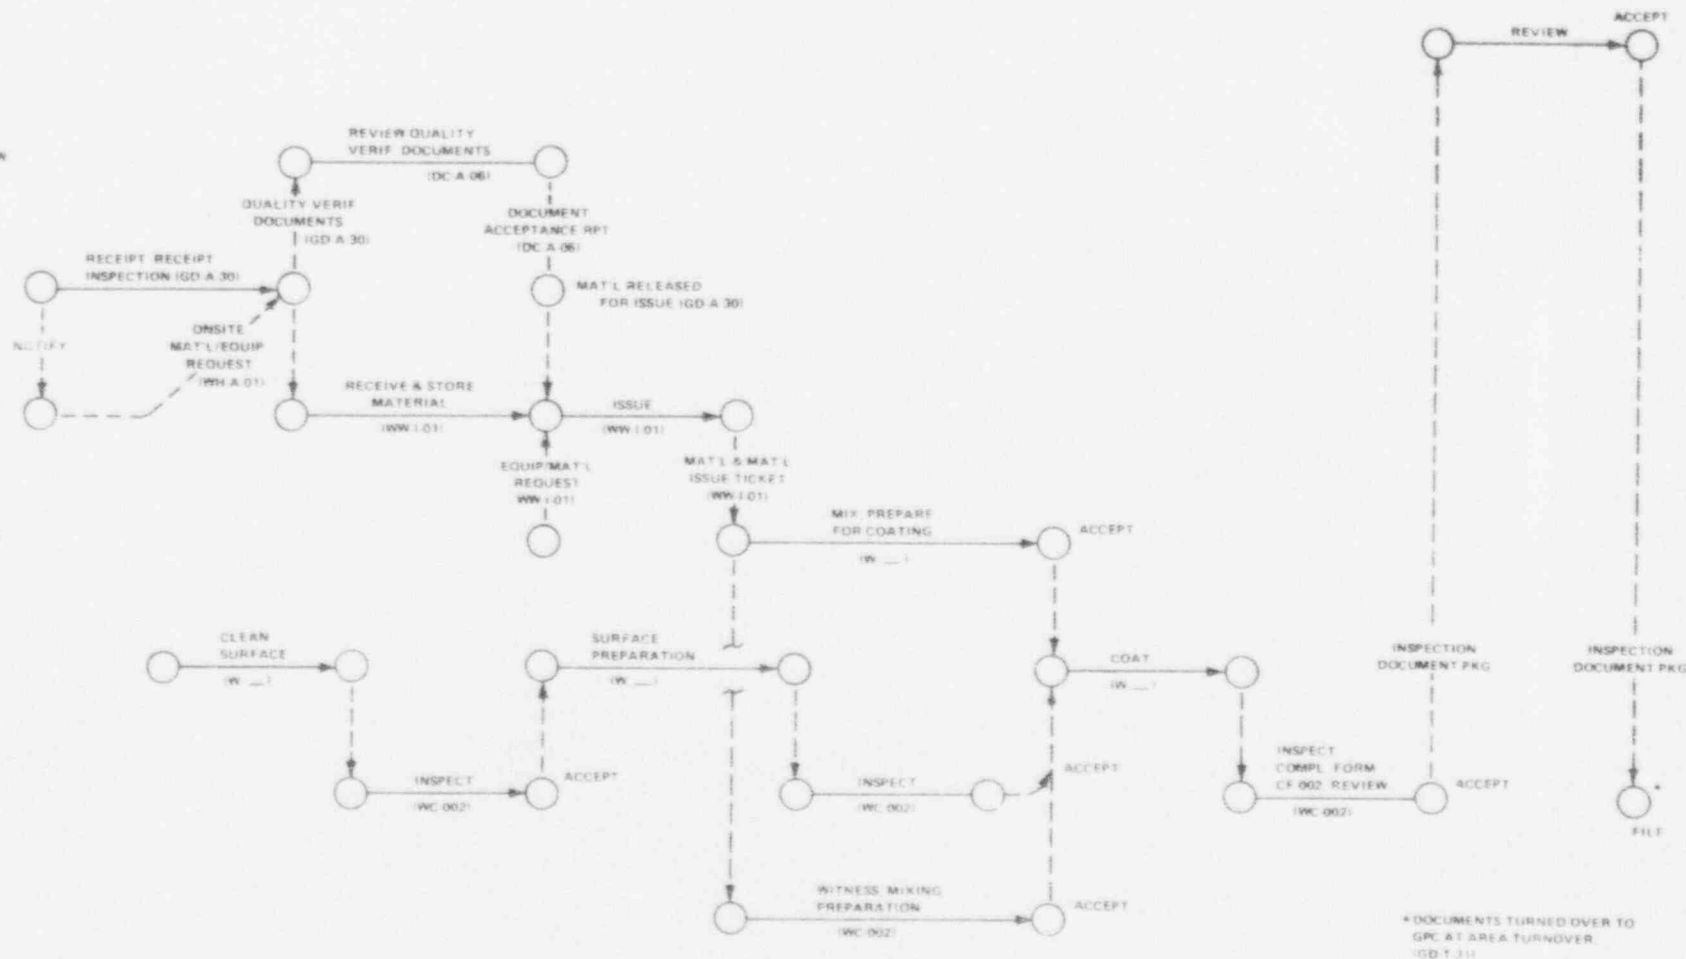 ACCEPT
REVIEW
REVIEW QUALITY
VERIF DOCUMENTS
(DC-A-06)
QUALITY VERIF
DOCUMENTS
(GD-A-30)
DOCUMENT
ACCEPTANCE RPT
(DC-A-06)
RECEIPT RECEIPT
INSPECTION (GD-A-30)
MAT'L RELEASED
FOR ISSUE (GD-A-30)
NOTIFY
ONSITE
MAT'L/EQUIP
REQUEST
(WH-A-01)
RECEIVE & STORE
MATERIAL
(WW-I-01)
ISSUE
(WW-I-01)
EQUIP/MAT'L
REQUEST
WW-I-01)
MAT'L & MAT'L
ISSUE TICKET
(WW-I-01)
MIX, PREPARE
FOR COATING
(W __)
ACCEPT
CLEAN
SURFACE
(W __)
SURFACE
PREPARATION
(W __)
COAT
(W __)
INSPECTION
DOCUMENT PKG
INSPECTION
DOCUMENT PKG
INSPECT
(WC-002)
ACCEPT
INSPECT
(WC-002)
ACCEPT
INSPECT
COMPL FORM
CF-002, REVIEW
(WC-002)
ACCEPT
*
FILE
WITNESS MIXING
PREPARATION
(WC-002)
ACCEPT
* DOCUMENTS TURNED OVER TO
GPC AT AREA TURNOVER